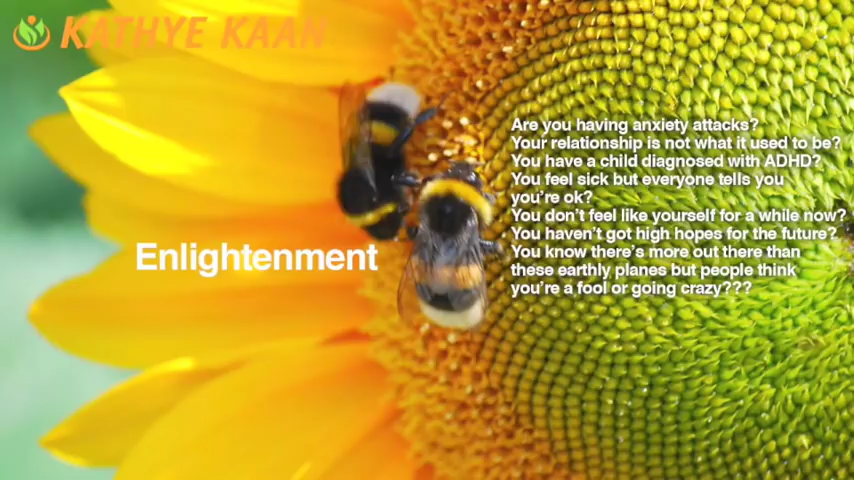 KATHYE KAAN
Are you having anxiety attacks?
Your relationship is not what it used to be?
You have a child diagnosed with ADHD?
You feel sick but everyone tells you
you're ok?
You don't feel like yourself for a while now?
You haven't got high hopes for the future?
You know there's more out there than
these earthly planes but people think
you're a fool or going crazy???
Enlightenment